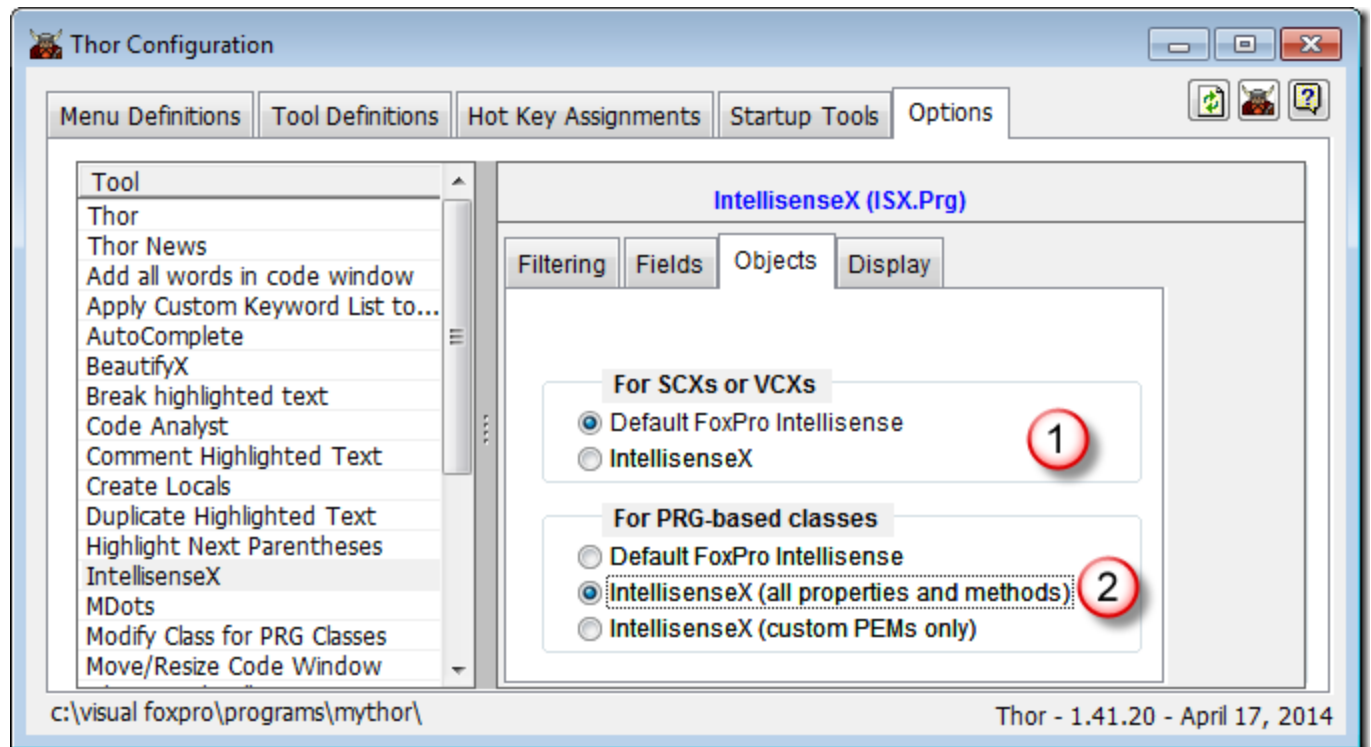 Thor Configuration
Menu Definitions Tool Definitions Hot Key Assignments Startup Tools Options
Tool
Thor
Thor News
Add all words in code window
Apply Custom Keyword List to...
AutoComplete
BeautifyX
Break highlighted text
Code Analyst
Comment Highlighted Text
Create Locals
Duplicate Highlighted Text
Highlight Next Parentheses
IntellisenseX
MDots
Modify Class for PRG Classes
Move/Resize Code Window
IntellisenseX (ISX.Prg)
Filtering Fields Objects Display
For SCXs or VCXs
Default FoxPro Intellisense
IntellisenseX
1
For PRG-based classes
Default FoxPro Intellisense
IntellisenseX (all properties and methods)
2
IntellisenseX (custom PEMs only)
c:\visual foxpro\programs\mythor\
Thor - 1.41.20 - April 17, 2014